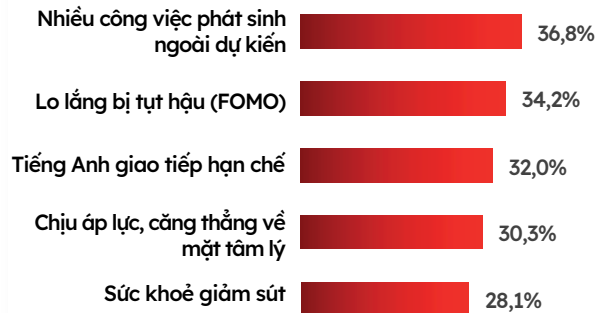 Nhiều công việc phát sinh
ngoài dự kiến
36,8%
Lo lắng bị tụt hậu (FOMO)
34,2%
Tiếng Anh giao tiếp hạn chế
32,0%
Chịu áp lực, căng thẳng về
mặt tâm lý
30,3%
Sức khoẻ giảm sút
28,1%